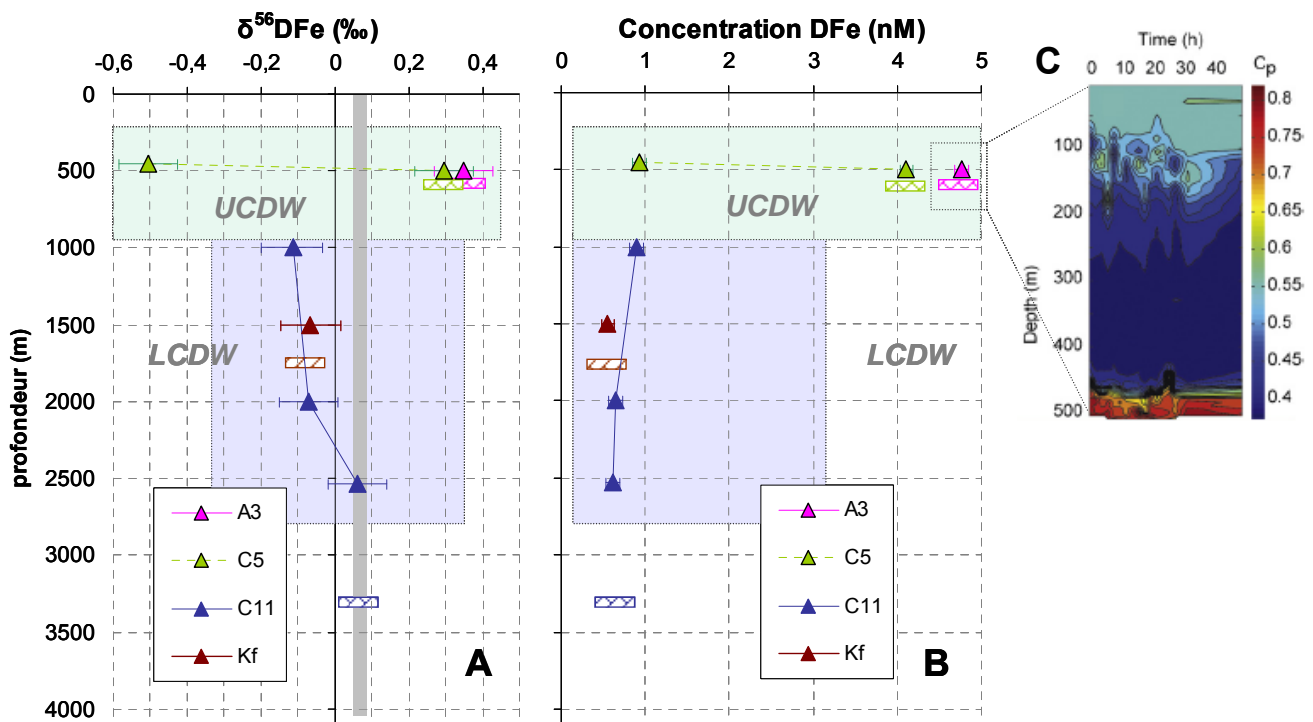 δ⁵⁶DFe (‰)
-0,6 -0,4 -0,2 0 0,2 0,4
profondeur (m)
0
500
1000
1500
2000
2500
3000
3500
4000
UCDW
LCDW
A3
C5
C11
Kf
A
Concentration DFe (nM)
0 1 2 3 4 5
UCDW
LCDW
A3
C5
C11
Kf
B
C
Time (h)
0 10 20 30 40
Depth (m)
100
200
300
400
500
Cp
0.8
0.75
0.7
0.65
0.6
0.55
0.5
0.45
0.4